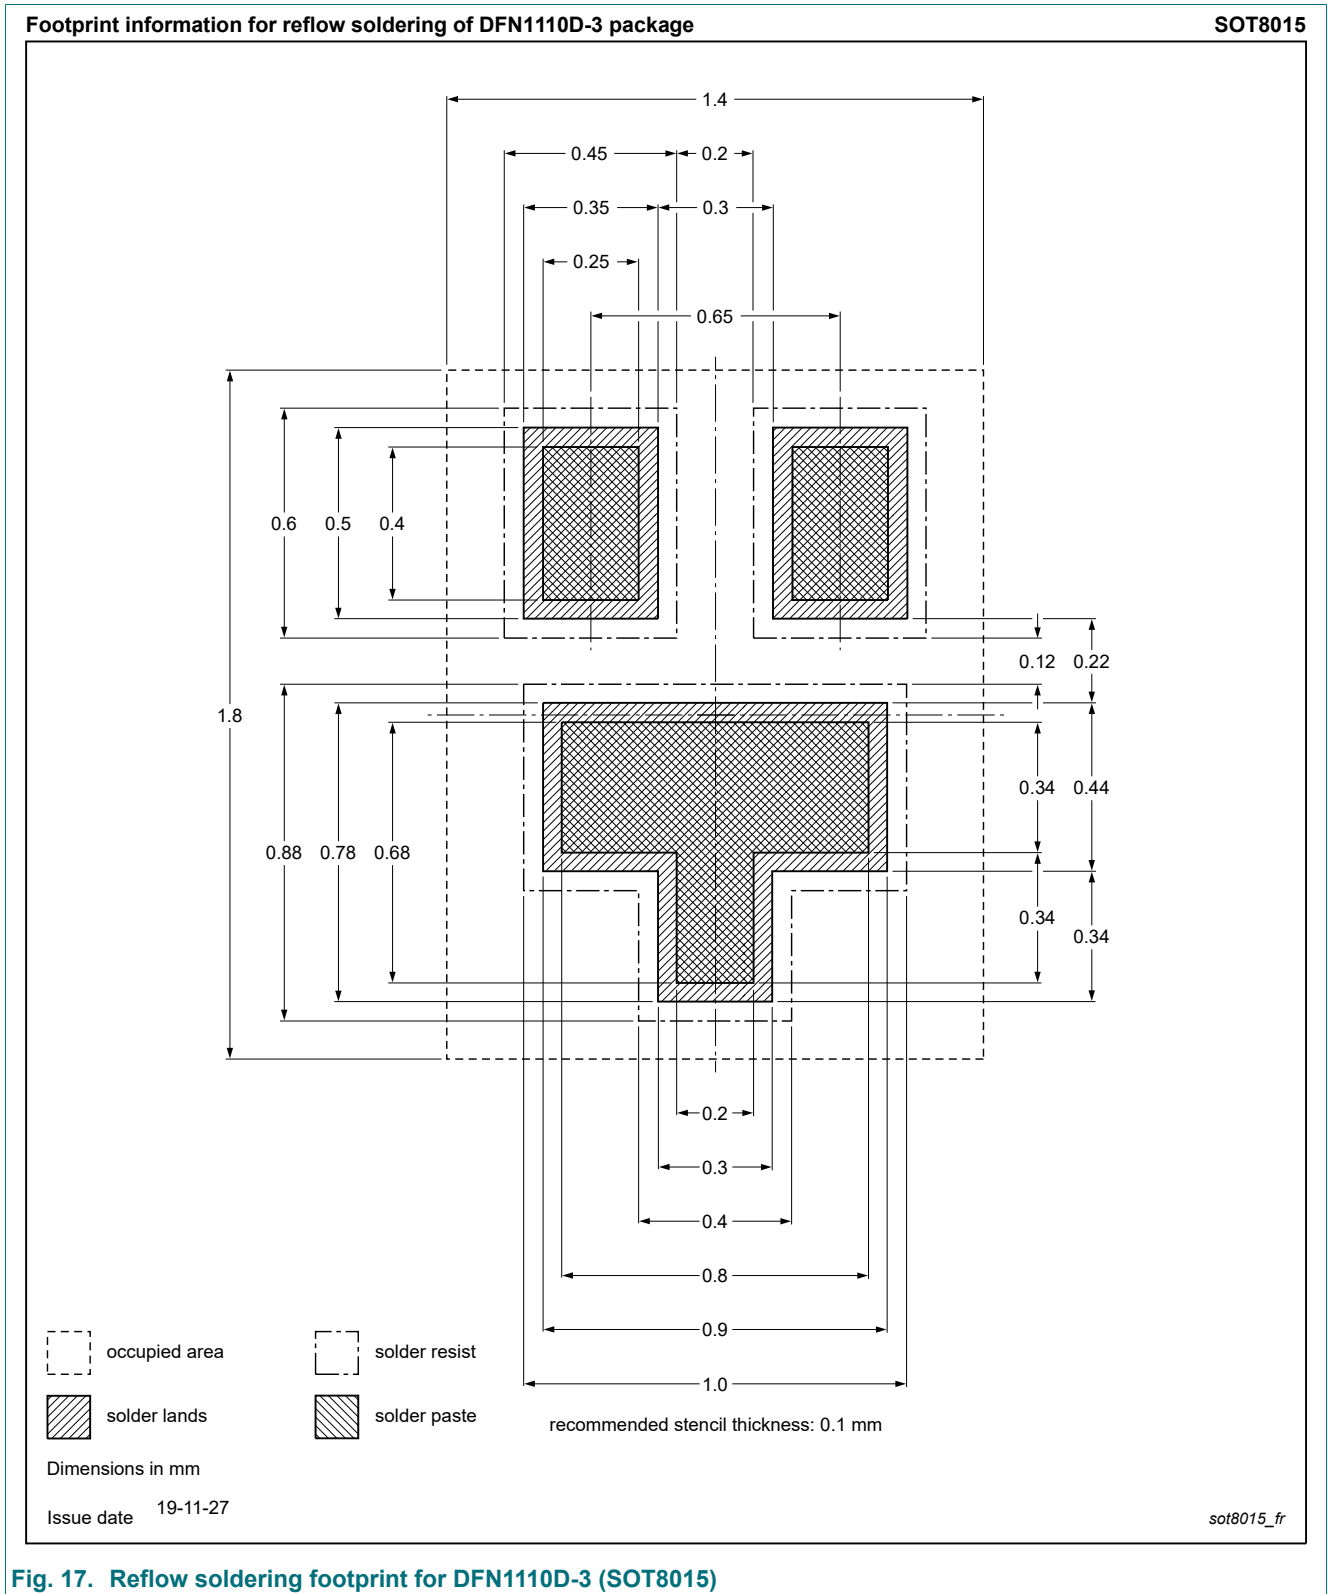 Footprint information for reflow soldering of DFN1110D-3 package SOT8015
1.4
0.45 0.2
0.35 0.3
0.25
0.65
0.6 0.5 0.4
0.12 0.22
1.8
0.34 0.44
0.88 0.78 0.68
0.34
0.34
0.2
0.3
0.4
0.8
0.9
1.0
occupied area solder resist
solder lands solder paste
recommended stencil thickness: 0.1 mm
Dimensions in mm
Issue date 19-11-27
sot8015_fr
Fig. 17. Reflow soldering footprint for DFN1110D-3 (SOT8015)